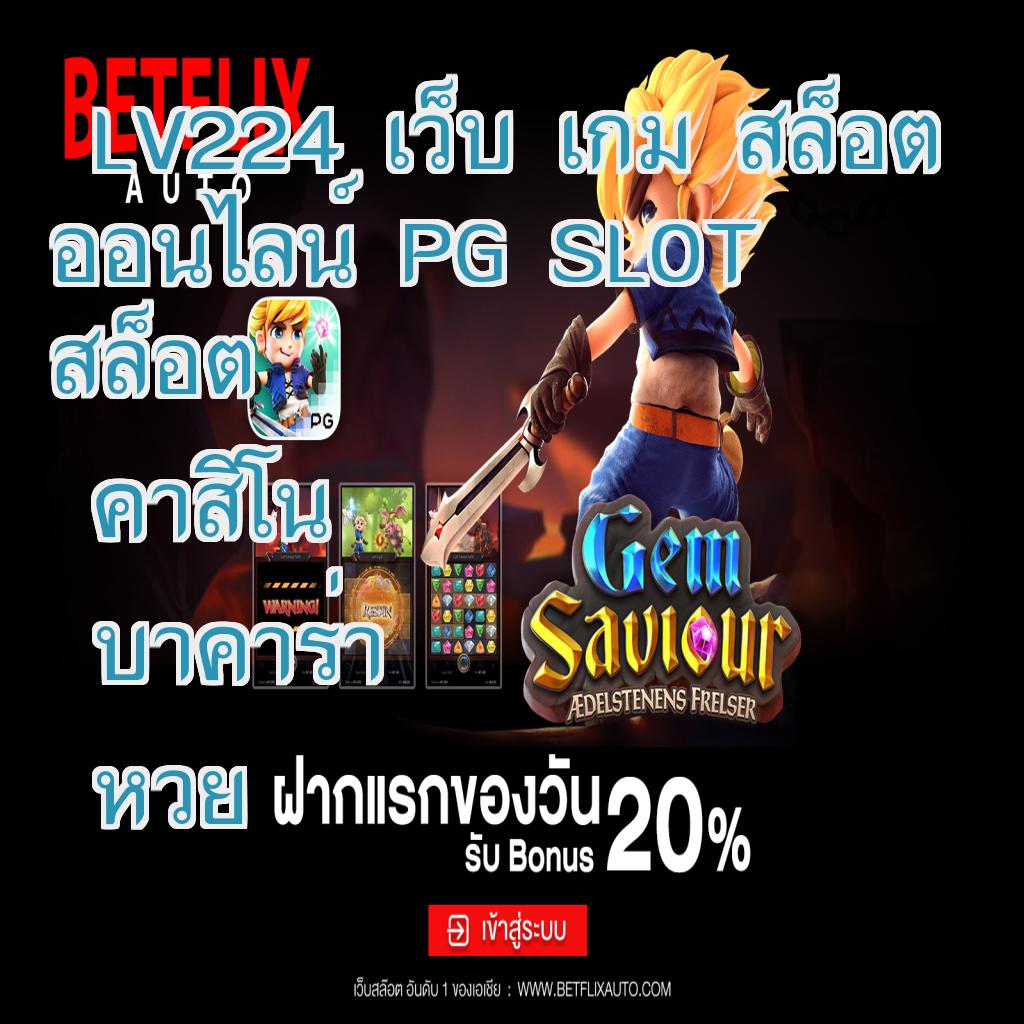 BETFLIX
AUTO
LV224 เว็บ เกม สล็อต
ออนไลน์ PG SLOT
สล็อต
PG
คาสิโน
WARNING!
บาคาร่า
Gem
Saviour
ÆDELSTENENS FRELSER
หวย
ฝากแรกของวัน
รับ Bonus 20%
เข้าสู่ระบบ
เว็บสล๊อต อันดับ 1 ของเอเชีย : WWW.BETFLIXAUTO.COM